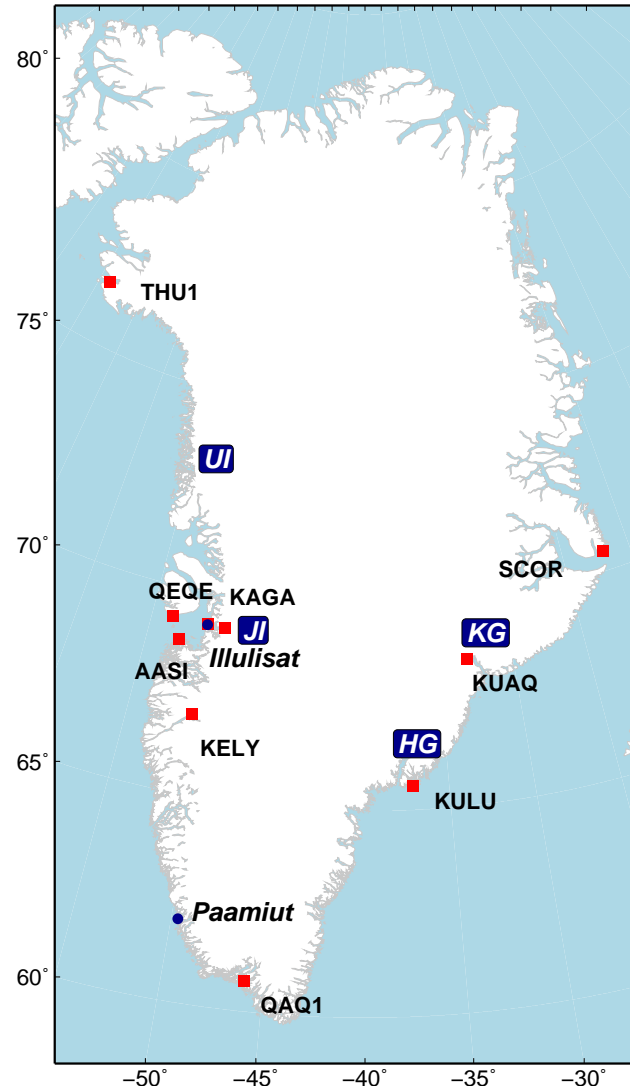 80°
THU1
75°
UI
70°
SCOR
QEQE
KAGA
JI
KG
Illulisat
AASI
KUAQ
KELY
HG
65°
KULU
Paamiut
60°
QAQ1
−50°
−45°
−40°
−35°
−30°